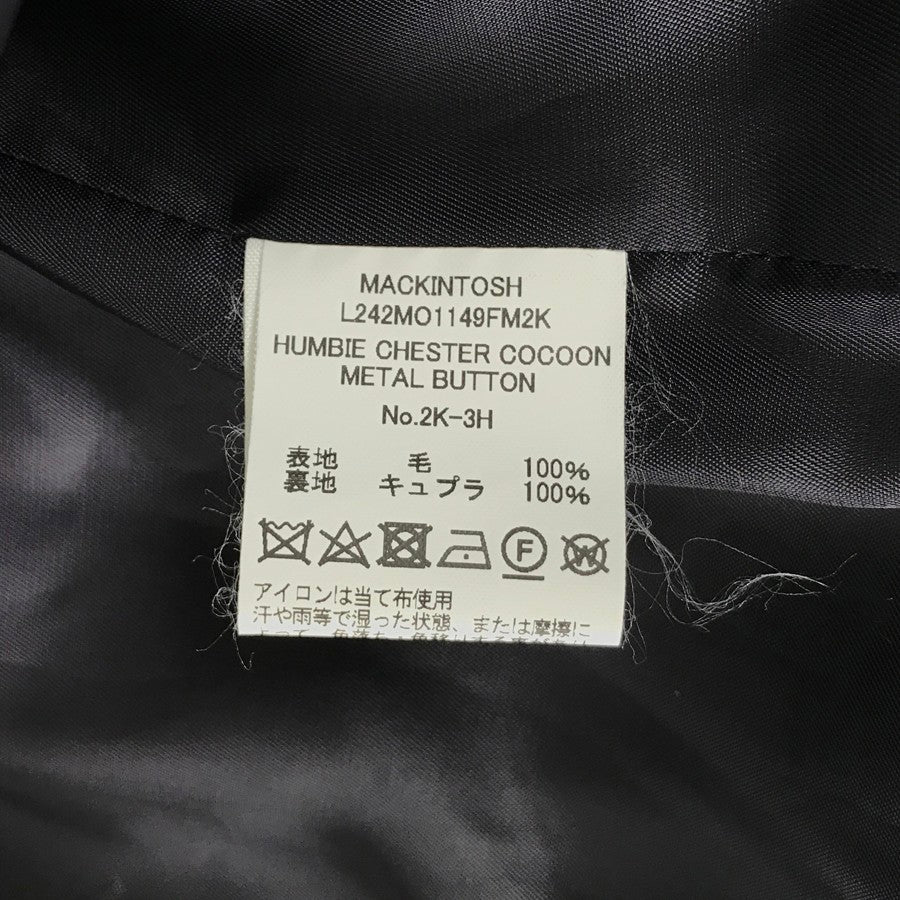 MACKINTOSH
L242MO1149FM2K
HUMBIE CHESTER COCOON
METAL BUTTON
No.2K-3H
表地 毛 100%
裏地 キュプラ 100%
F W
アイロンは当て布使用
汗や雨等で湿った状態、または摩擦に